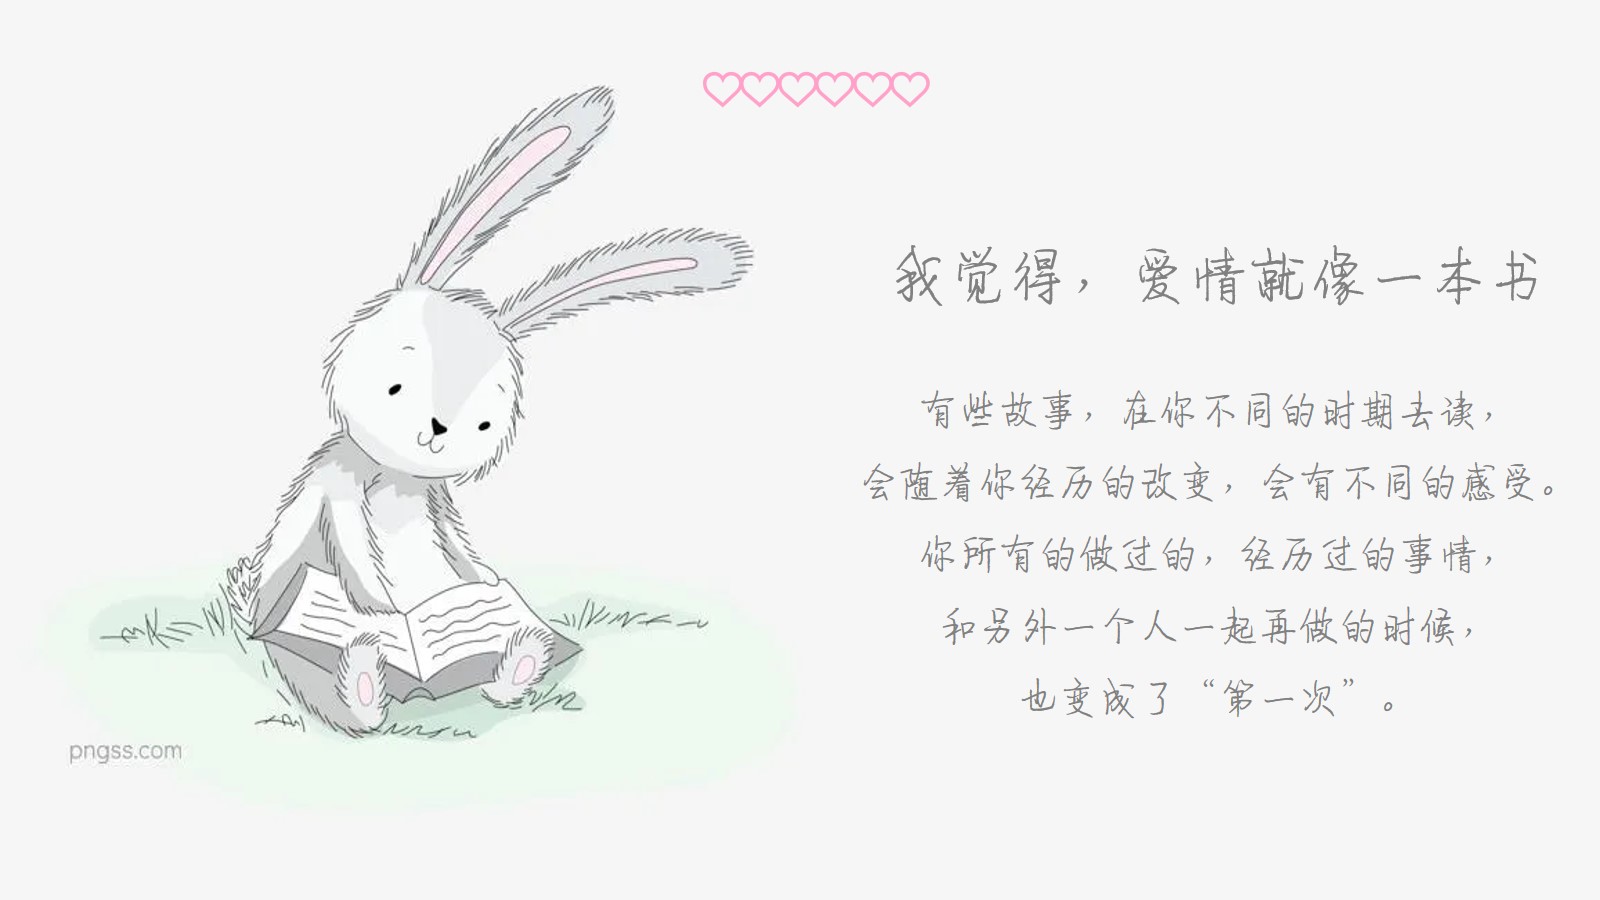 我觉得，爱情就像一本书
有些故事，在你不同的时期去读，
会随着你经历的改变，会有不同的感受。
你所有的做过的，经历过的事情，
和另外一个人一起再做的时候，
也变成了“第一次”。
pngss.com